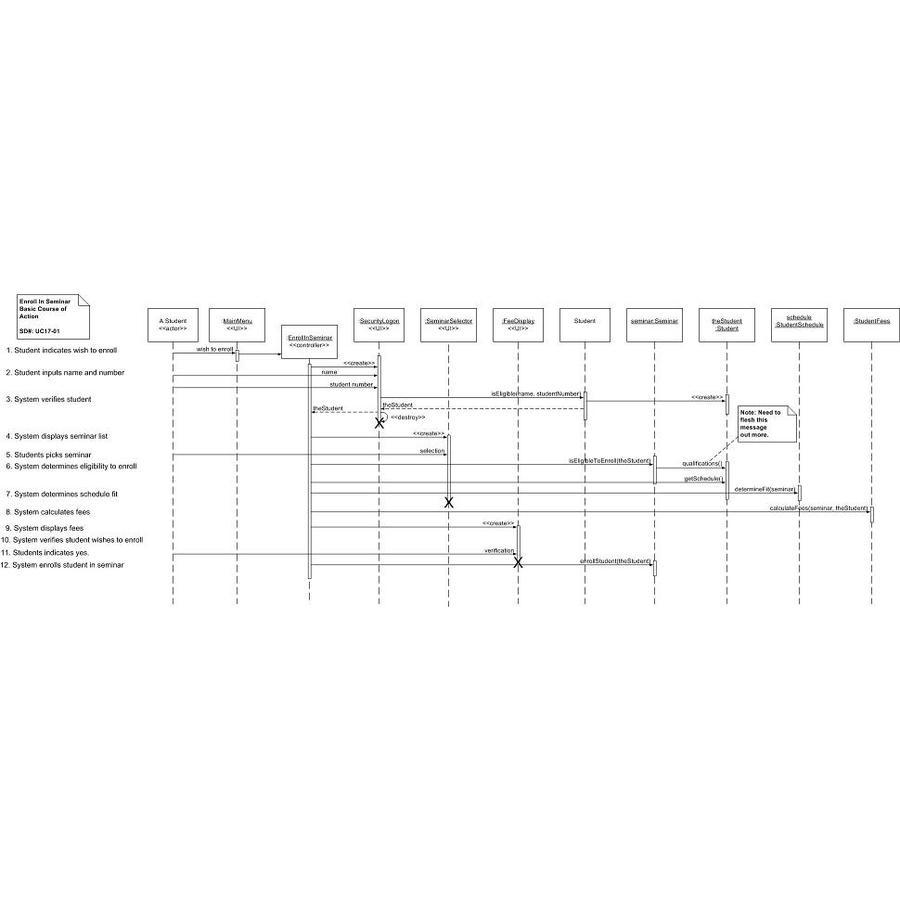 Enroll In Seminar
Basic Course of
Action
SD#: UC17-01
A Student
<<actor>>
:MainMenu
<<UI>>
:EnrollInSeminar
<<controller>>
:SecurityLogon
<<UI>>
:SeminarSelector
<<UI>>
:FeeDisplay
<<UI>>
Student
seminar:Seminar
theStudent
:Student
schedule
:StudentSchedule
:StudentFees
1. Student indicates wish to enroll
wish to enroll
<<create>>
2. Student inputs name and number
name
student number
3. System verifies student
isEligible(name, studentNumber)
<<create>>
theStudent
theStudent
<<destroy>>
Note: Need to
flesh this
message
out more.
4. System displays seminar list
<<create>>
5. Students picks seminar
selection
6. System determines eligibility to enroll
isEligibleToEnroll(theStudent)
qualifications()
getSchedule()
7. System determines schedule fit
determineFit(seminar)
8. System calculates fees
calculateFees(seminar, theStudent)
9. System displays fees
<<create>>
10. System verifies student wishes to enroll
11. Students indicates yes.
verification
12. System enrolls student in seminar
enrollStudent(theStudent)